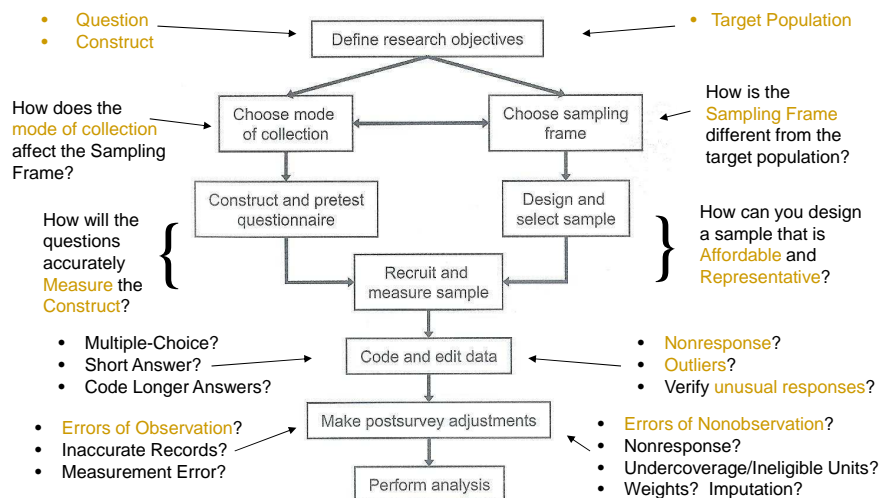 • Question
• Construct
Define research objectives
• Target Population
How does the
mode of collection
affect the Sampling
Frame?
Choose mode
of collection
Choose sampling
frame
How is the
Sampling Frame
different from the
target population?
Construct and pretest
questionnaire
Design and
select sample
How will the
questions
accurately
Measure the
Construct?
{
}
How can you design
a sample that is
Affordable and
Representative?
Recruit and
measure sample
• Multiple-Choice?
• Short Answer?
• Code Longer Answers?
Code and edit data
• Nonresponse?
• Outliers?
• Verify unusual responses?
• Errors of Observation?
• Inaccurate Records?
• Measurement Error?
Make postsurvey adjustments
• Errors of Nonobservation?
• Nonresponse?
• Undercoverage/Ineligible Units?
• Weights? Imputation?
Perform analysis